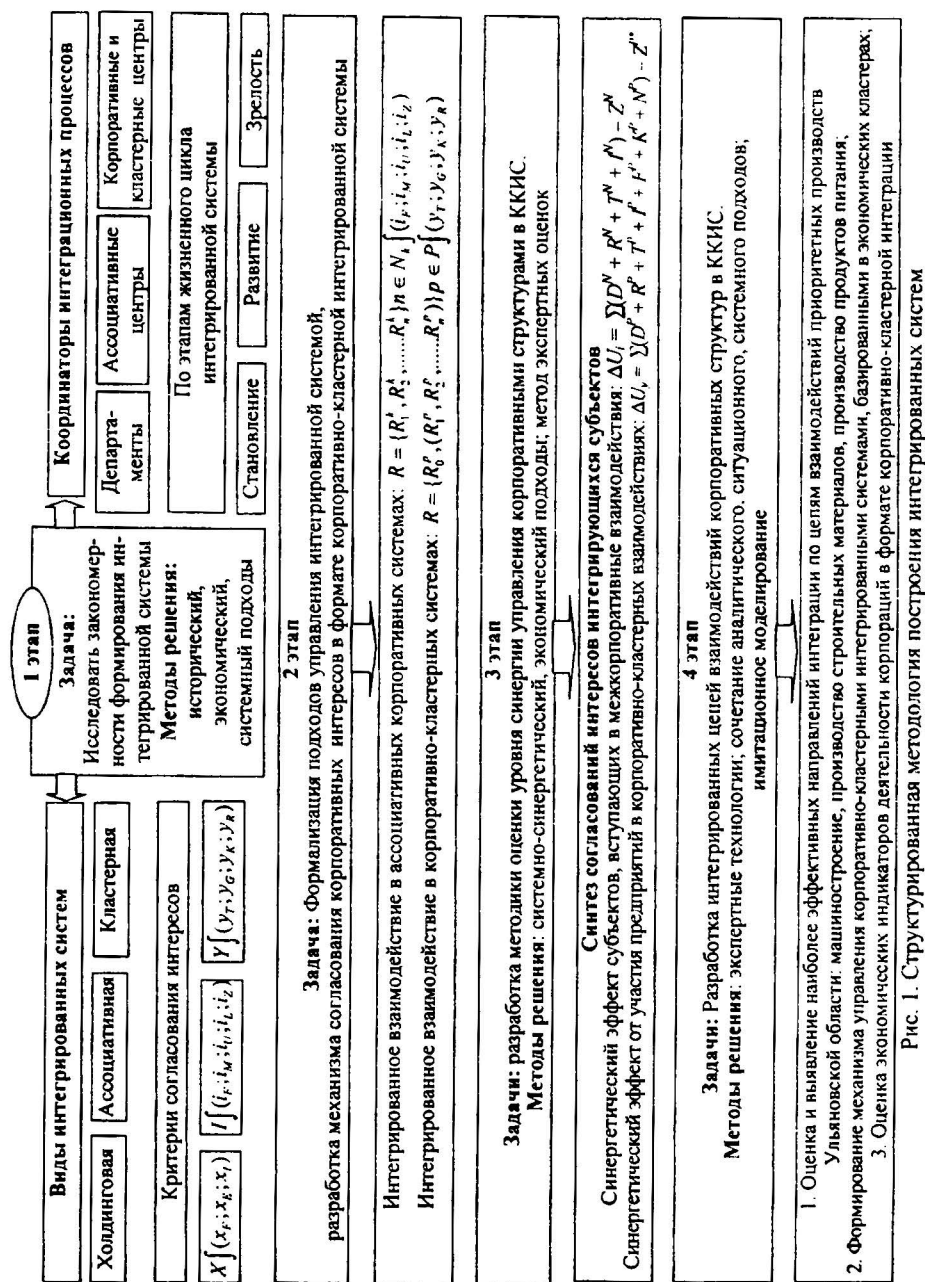 1 этап
Задача:
Исследовать закономер-
ности формирования ин-
тегрированной системы
Методы решения:
исторический,
экономический,
системный подходы
Виды интегрированных систем
Холдинговая
Ассоциативная
Кластерная
Критерии согласования интересов
X∫(x_F; x_K; x_I)
I∫(i_F; i_M; i_U; i_L; i_Z)
Y∫(y_T; y_G; y_K; y_R)
Координаторы интеграционных процессов
Департа-
менты
Ассоциативные
центры
Корпоративные и
кластерные центры
По этапам жизненного цикла
интегрированной системы
Становление
Развитие
Зрелость
2 этап
Задача: Формализация подходов управления интегрированной системой,
разработка механизма согласования корпоративных интересов в формате корпоративно-кластерной интегрированной системы
Интегрированное взаимодействие в ассоциативных корпоративных системах: R = {R_1^k, R_2^k,.....R_n^k}n ∈ N_k∫(i_F; i_M; i_U; i_L; i_Z)
Интегрированное взаимодействие в корпоративно-кластерных системах: R = {R_0^P, (R_1^P, R_2^P,.....R_n^P)}p ∈ P∫(y_T; y_G; y_K; y_R)
3 этап
Задачи: разработка методики оценки уровня синергии управления корпоративными структурами в ККИС.
Методы решения: системно-синергетический, экономический подходы; метод экспертных оценок
Синтез согласований интересов интегрирующихся субъектов
Синергетический эффект субъектов, вступающих в межкорпоративные взаимодействия: ΔU_i = Σ(D^N + R^N + T^N + I^N) - Z^N
Синергетический эффект от участия предприятий в корпоративно-кластерных взаимодействиях: ΔU_v = Σ(D^P + R^P + T^P + I^P + F^P + K^P + N^P) - Z
4 этап
Задачи: Разработка интегрированных цепей взаимодействий корпоративных структур в ККИС.
Методы решения: экспертные технологии; сочетание аналитического, ситуационного, системного подходов;
имитационное моделирование
1. Оценка и выявление наиболее эффективных направлений интеграции по цепям взаимодействий приоритетных производств
Ульяновской области: машиностроение, производство строительных материалов, производство продуктов питания;
2. Формирование механизма управления корпоративно-кластерными интегрированными системами, базированными в экономических кластерах;
3. Оценка экономических индикаторов деятельности корпораций в формате корпоративно-кластерной интеграции
Рис. 1. Структурированная методология построения интегрированных систем